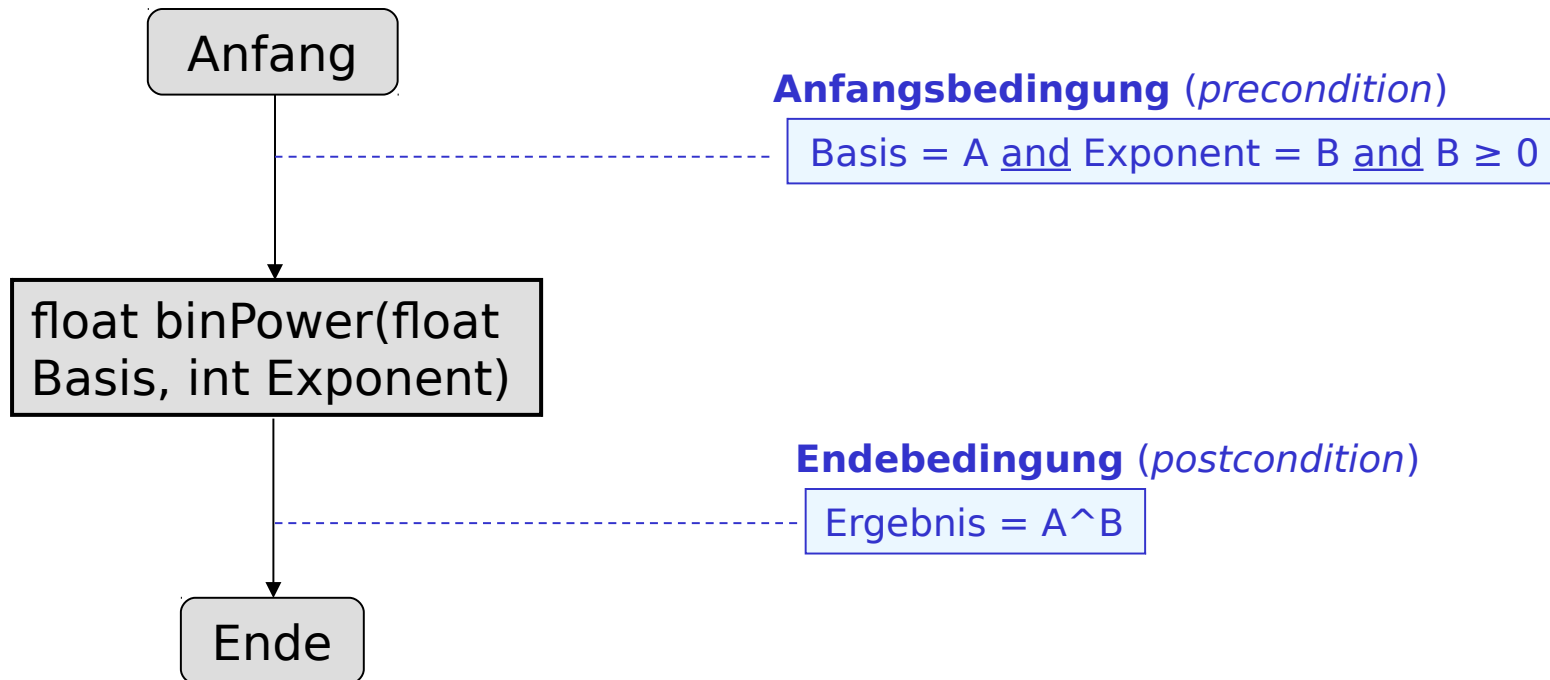 Anfang
Anfangsbedingung (precondition)
Basis = A and Exponent = B and B ≥ 0
float binPower(float
Basis, int Exponent)
Endebedingung (postcondition)
Ergebnis = A^B
Ende